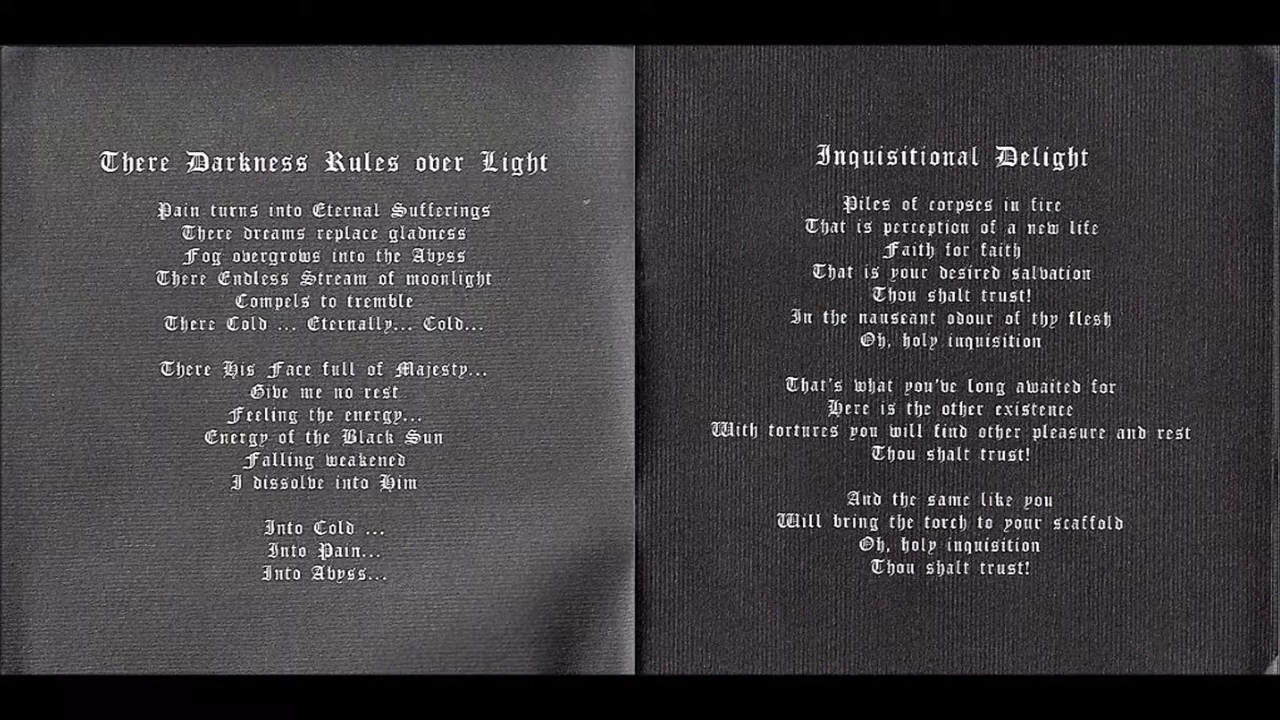 There Darkness Rules over Light
Pain turns into Eternal Sufferings
There dreams replace gladness
Fog overgrows into the Abyss
There Endless Stream of moonlight
Compels to tremble
There Cold ... Eternally... Cold...
There His Face full of Majesty...
Give me no rest
Feeling the energy...
Energy of the Black Sun
Falling weakened
I dissolve into Him
Into Cold ...
Into Pain...
Into Abyss...
Inquisitional Delight
Piles of corpses in fire
That is perception of a new life
Faith for faith
That is your desired salvation
Thou shalt trust!
In the nauseant odour of thy flesh
Oh, holy inquisition
That's what you've long awaited for
Here is the other existence
With tortures you will find other pleasure and rest
Thou shalt trust!
And the same like you
Will bring the torch to your scaffold
Oh, holy inquisition
Thou shalt trust!